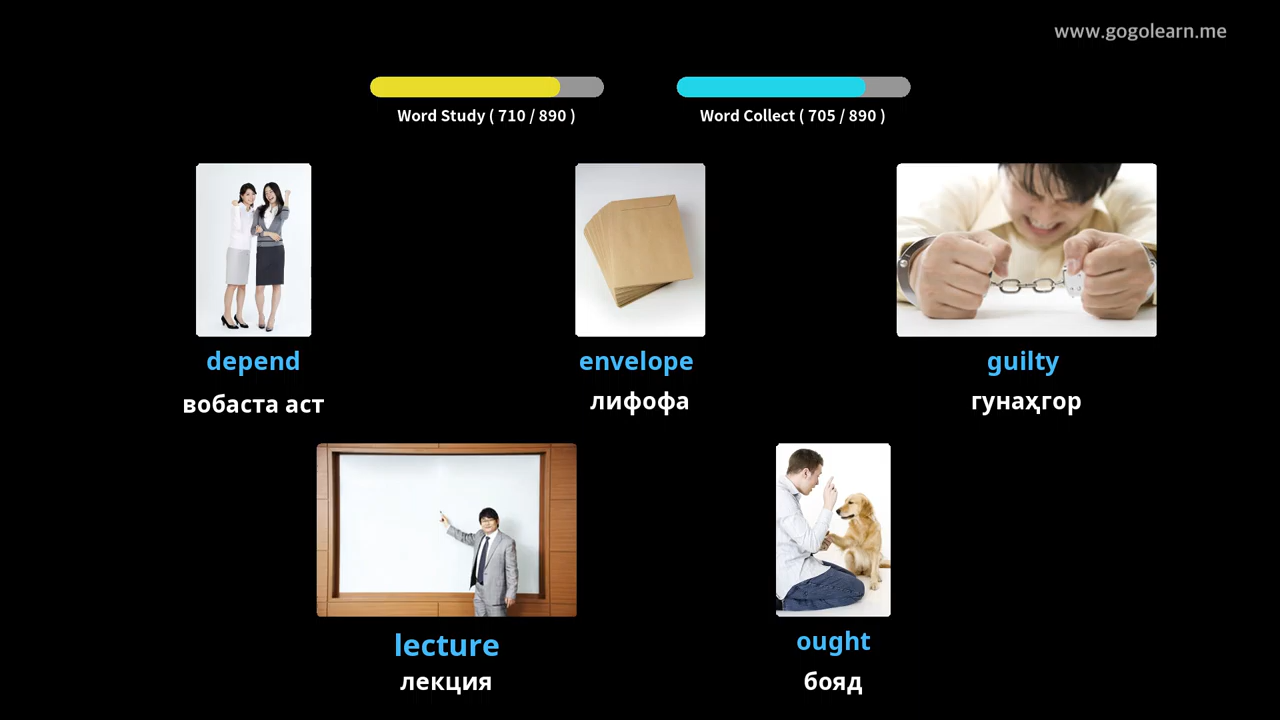 www.gogolearn.me
Word Study ( 710 / 890 )
Word Collect ( 705 / 890 )
depend
envelope
guilty
вобаста аст
лифофа
гунаҳгор
lecture
ought
лекция
бояд